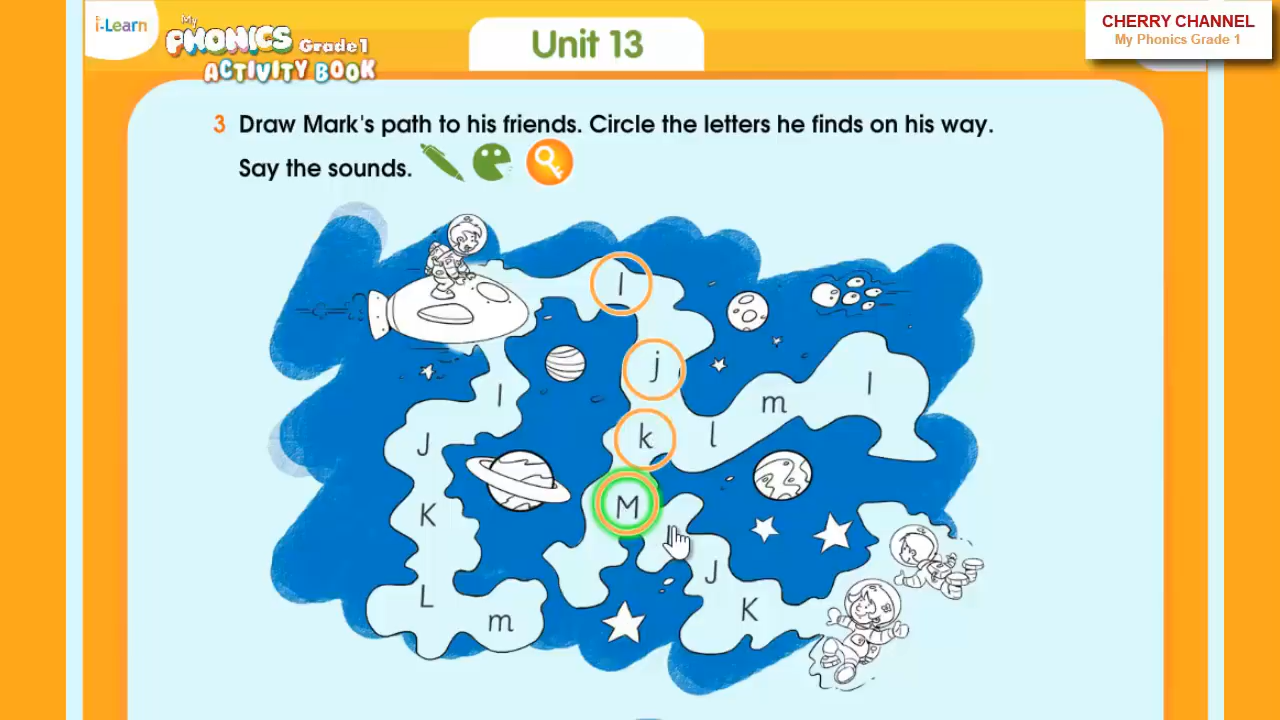 i-Learn
My
PHONICS Grade 1
ACTIVITY BOOK
Unit 13
CHERRY CHANNEL
My Phonics Grade 1
3 Draw Mark's path to his friends. Circle the letters he finds on his way.
Say the sounds.
l
j
l
l
m
J
k
l
K
M
J
L
m
K